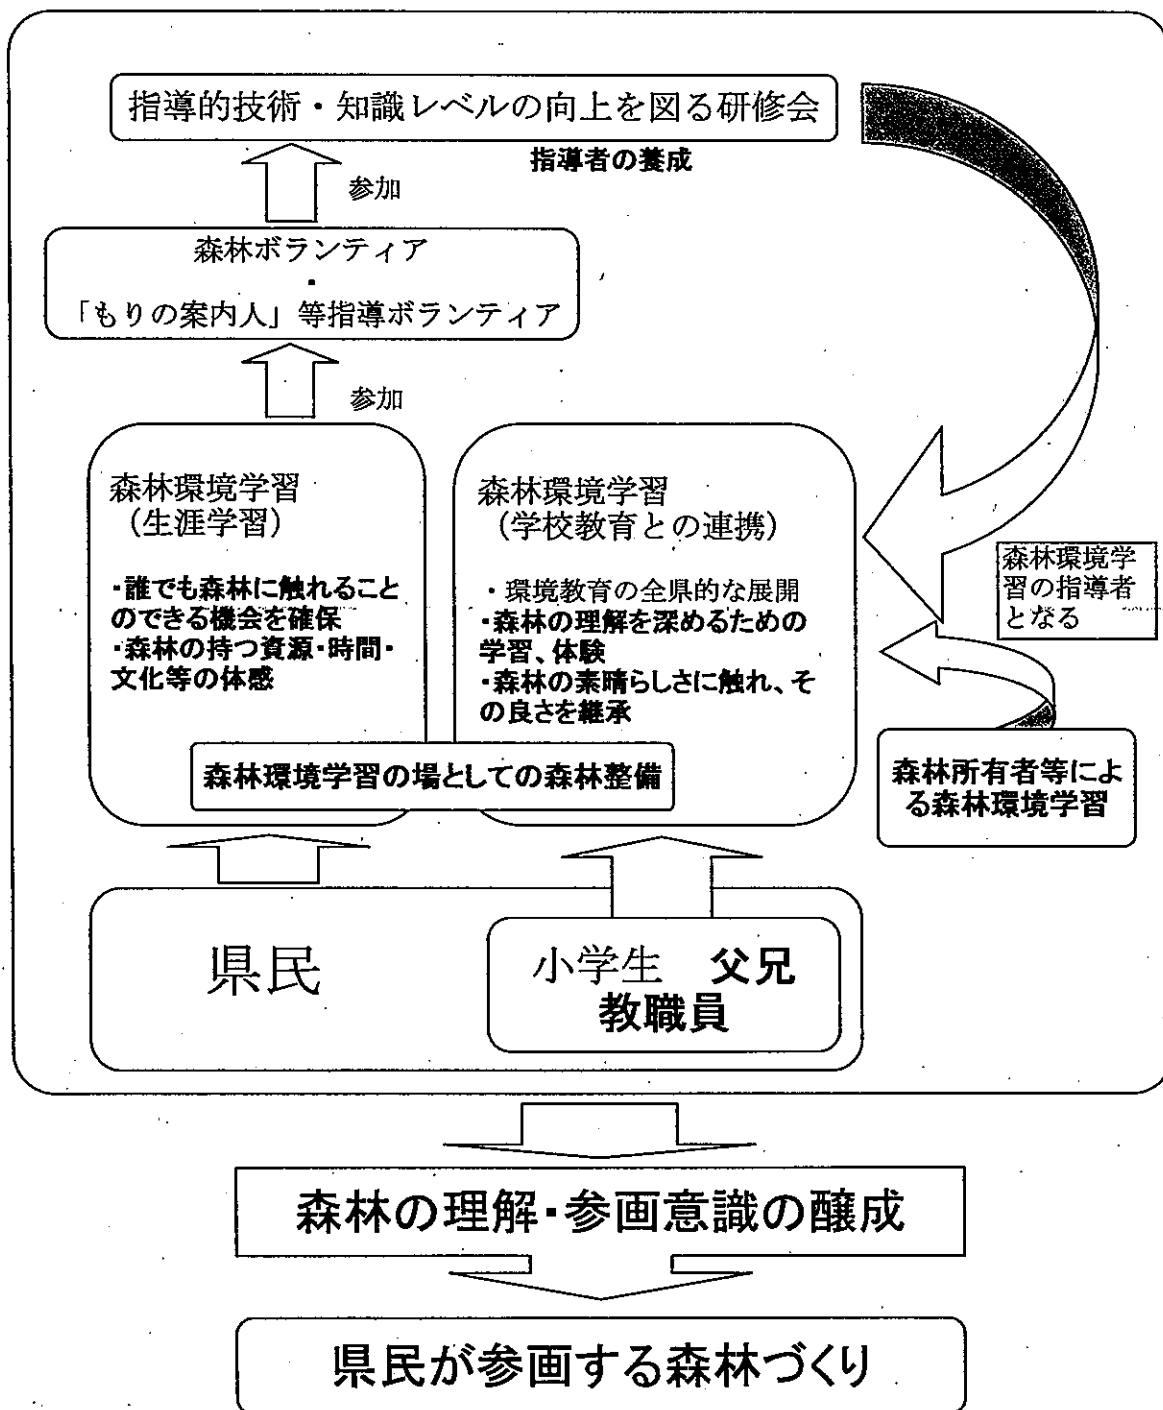 指導的技術・知識レベルの向上を図る研修会
指導者の養成
参加
森林ボランティア
・
「もりの案内人」等指導ボランティア
参加
森林環境学習
（生涯学習）
・誰でも森林に触れること
のできる機会を確保
・森林の持つ資源・時間・
文化等の体感
森林環境学習
（学校教育との連携）
・環境教育の全県的な展開
・森林の理解を深めるための
学習、体験
・森林の素晴らしさに触れ、そ
の良さを継承
森林環境学習の場としての森林整備
森林環境学
習の指導者
となる
森林所有者等によ
る森林環境学習
県民
小学生　父兄
教職員
森林の理解・参画意識の醸成
県民が参画する森林づくり